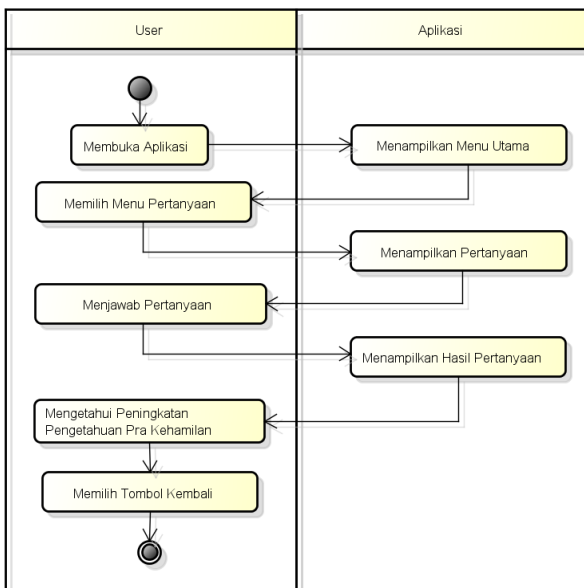 User
Aplikasi
Membuka Aplikasi
Menampilkan Menu Utama
Memilih Menu Pertanyaan
Menampilkan Pertanyaan
Menjawab Pertanyaan
Menampilkan Hasil Pertanyaan
Mengetahui Peningkatan
Pengetahuan Pra Kehamilan
Memilih Tombol Kembali